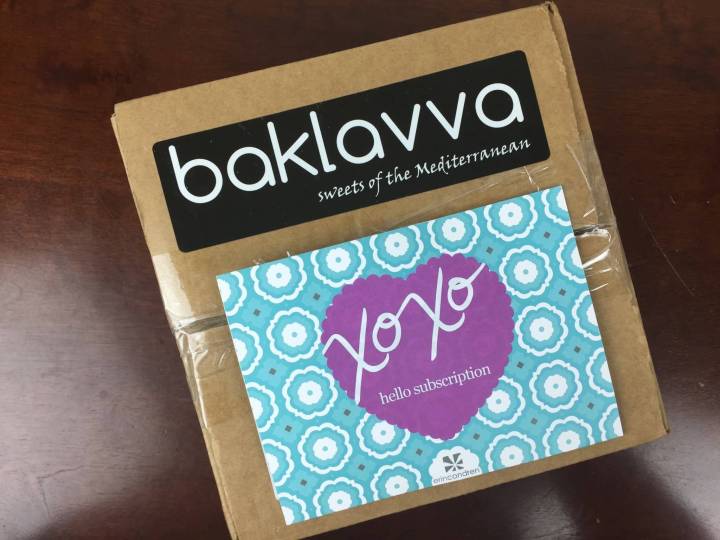 baklavva
sweets of the Mediterranean
xoxo
hello subscription
erincondren